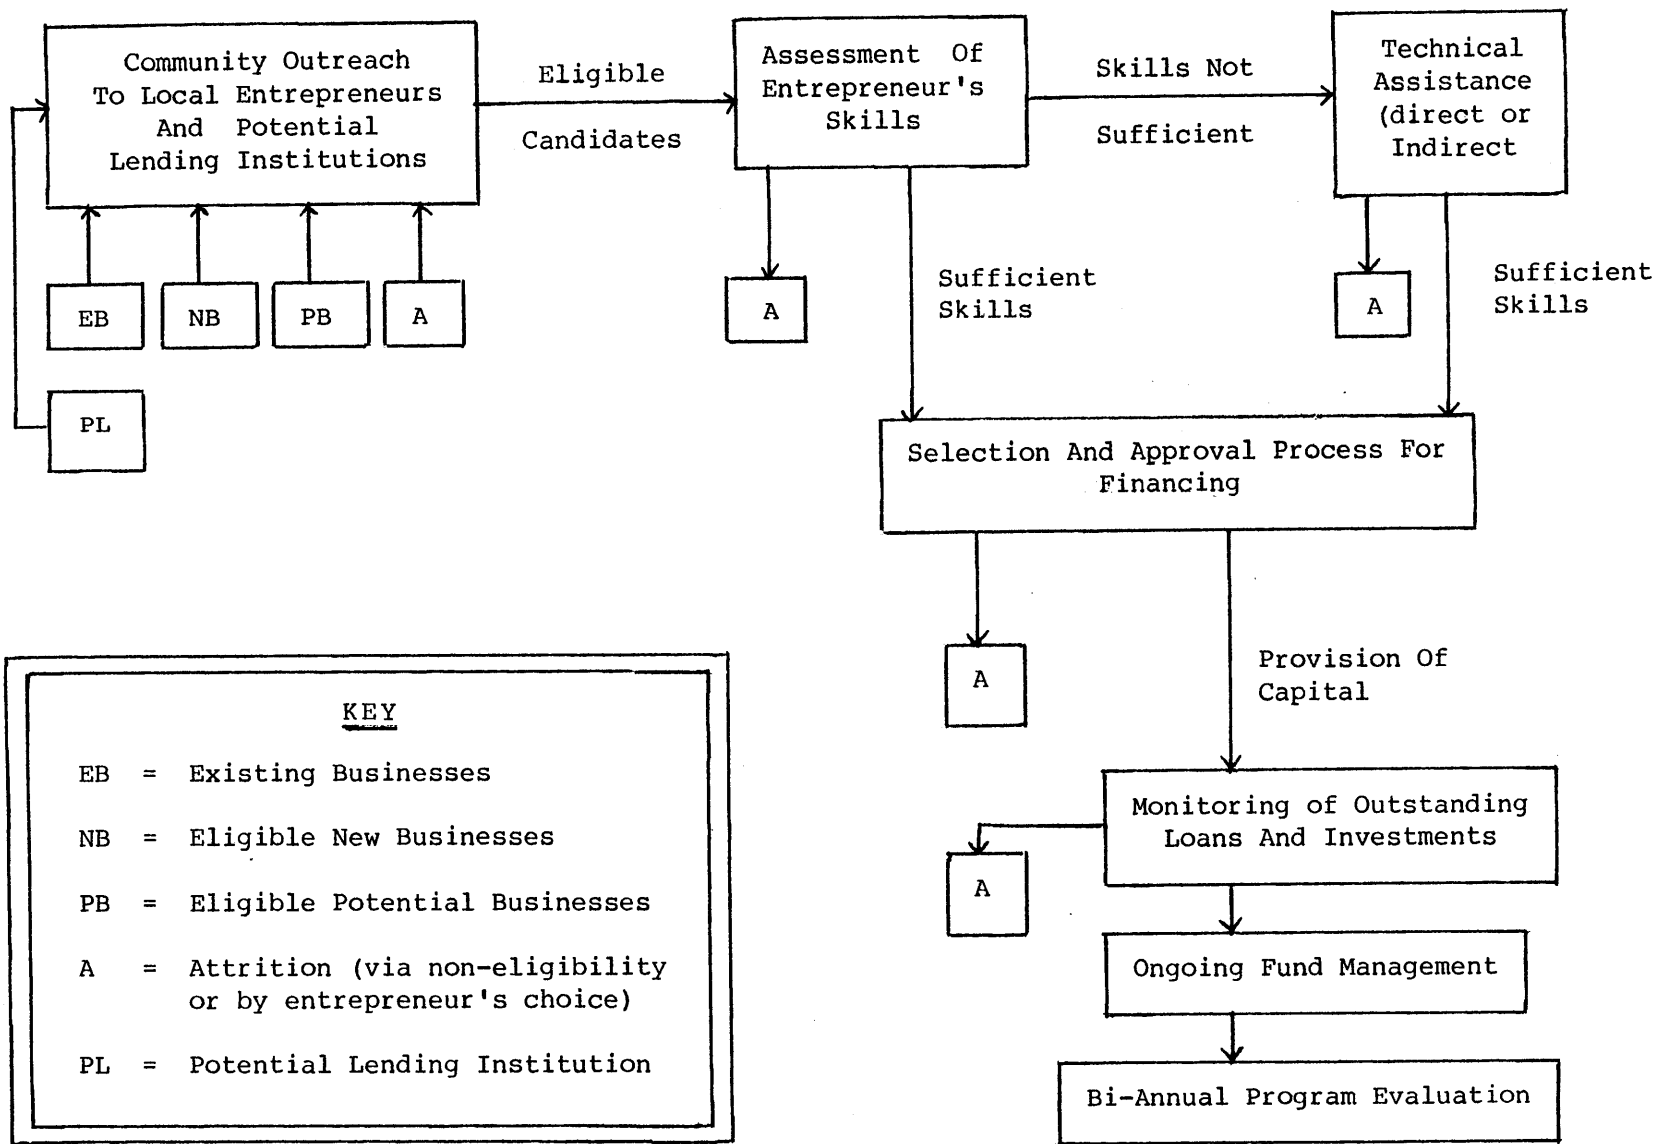 Community Outreach
To Local Entrepreneurs
And Potential
Lending Institutions
Eligible
Candidates
Assessment Of
Entrepreneur's
Skills
Skills Not
Sufficient
Technical
Assistance
(direct or
Indirect
EB
NB
PB
A
PL
A
Sufficient
Skills
A
Sufficient
Skills
Selection And Approval Process For
Financing
A
Provision Of
Capital
Monitoring of Outstanding
Loans And Investments
A
Ongoing Fund Management
Bi-Annual Program Evaluation
KEY
EB = Existing Businesses
NB = Eligible New Businesses
PB = Eligible Potential Businesses
A = Attrition (via non-eligibility
or by entrepreneur's choice)
PL = Potential Lending Institution